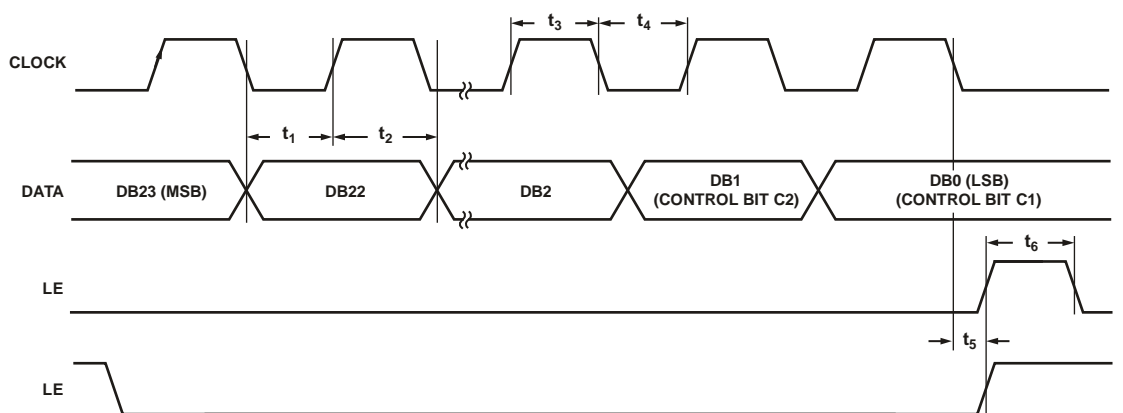 t3 t4
CLOCK
t1 t2
DATA DB23 (MSB) DB22 DB2 DB1
(CONTROL BIT C2) DB0 (LSB)
(CONTROL BIT C1)
t6
LE
t5
LE